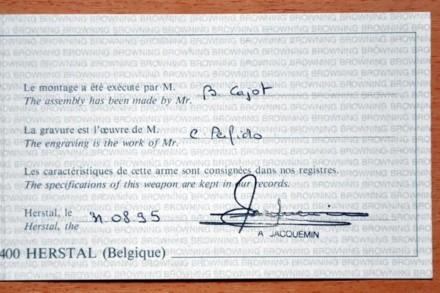 Le montage a été exécuté par M. B. Cajot
The assembly has been made by Mr.
La gravure est l'œuvre de M.
The engraving is the work of Mr. C.
Les caractéristiques de cette arme sont consignées dans nos registres.
The specifications of this weapon are kept in our records.
Herstal, le
Herstal, the 08.95
A JACQUEMIN
400 HERSTAL (Belgique)
BROWNING